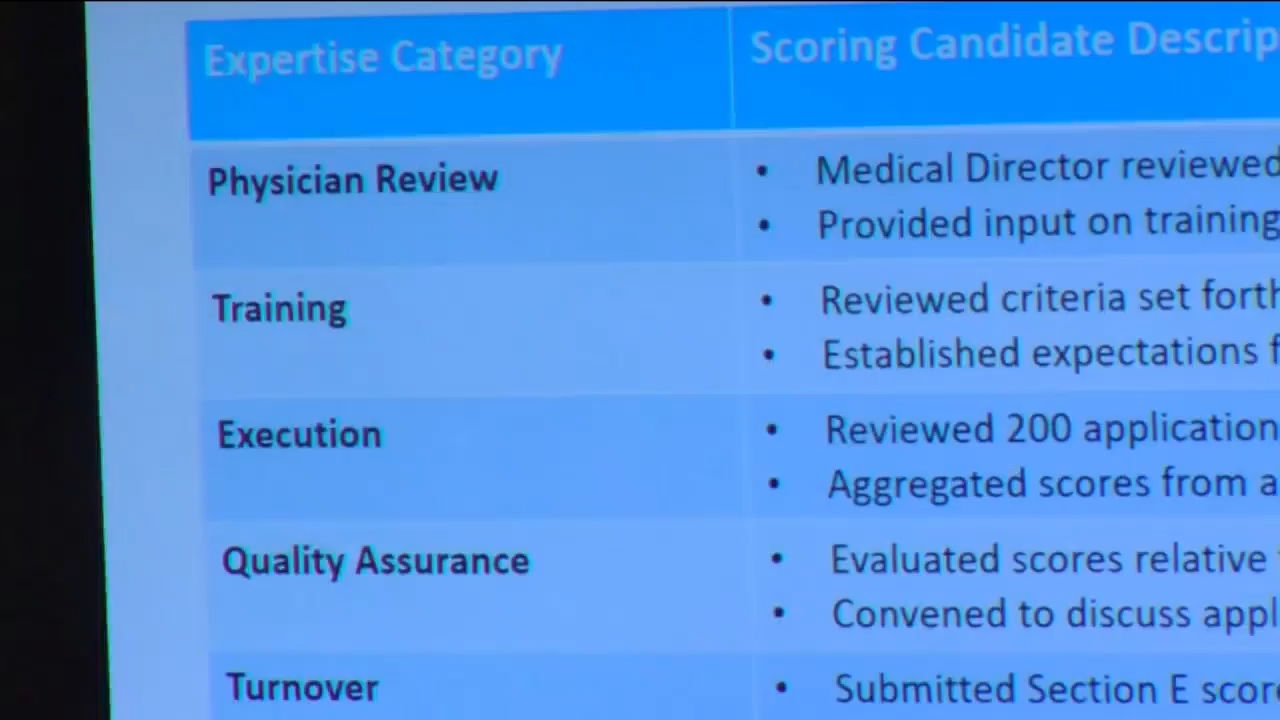 Expertise Category
Scoring Candidate Descrip
Physician Review
• Medical Director reviewed
• Provided input on training
Training
• Reviewed criteria set forth
• Established expectations f
Execution
• Reviewed 200 application
• Aggregated scores from a
Quality Assurance
• Evaluated scores relative
• Convened to discuss appl
Turnover
• Submitted Section E score